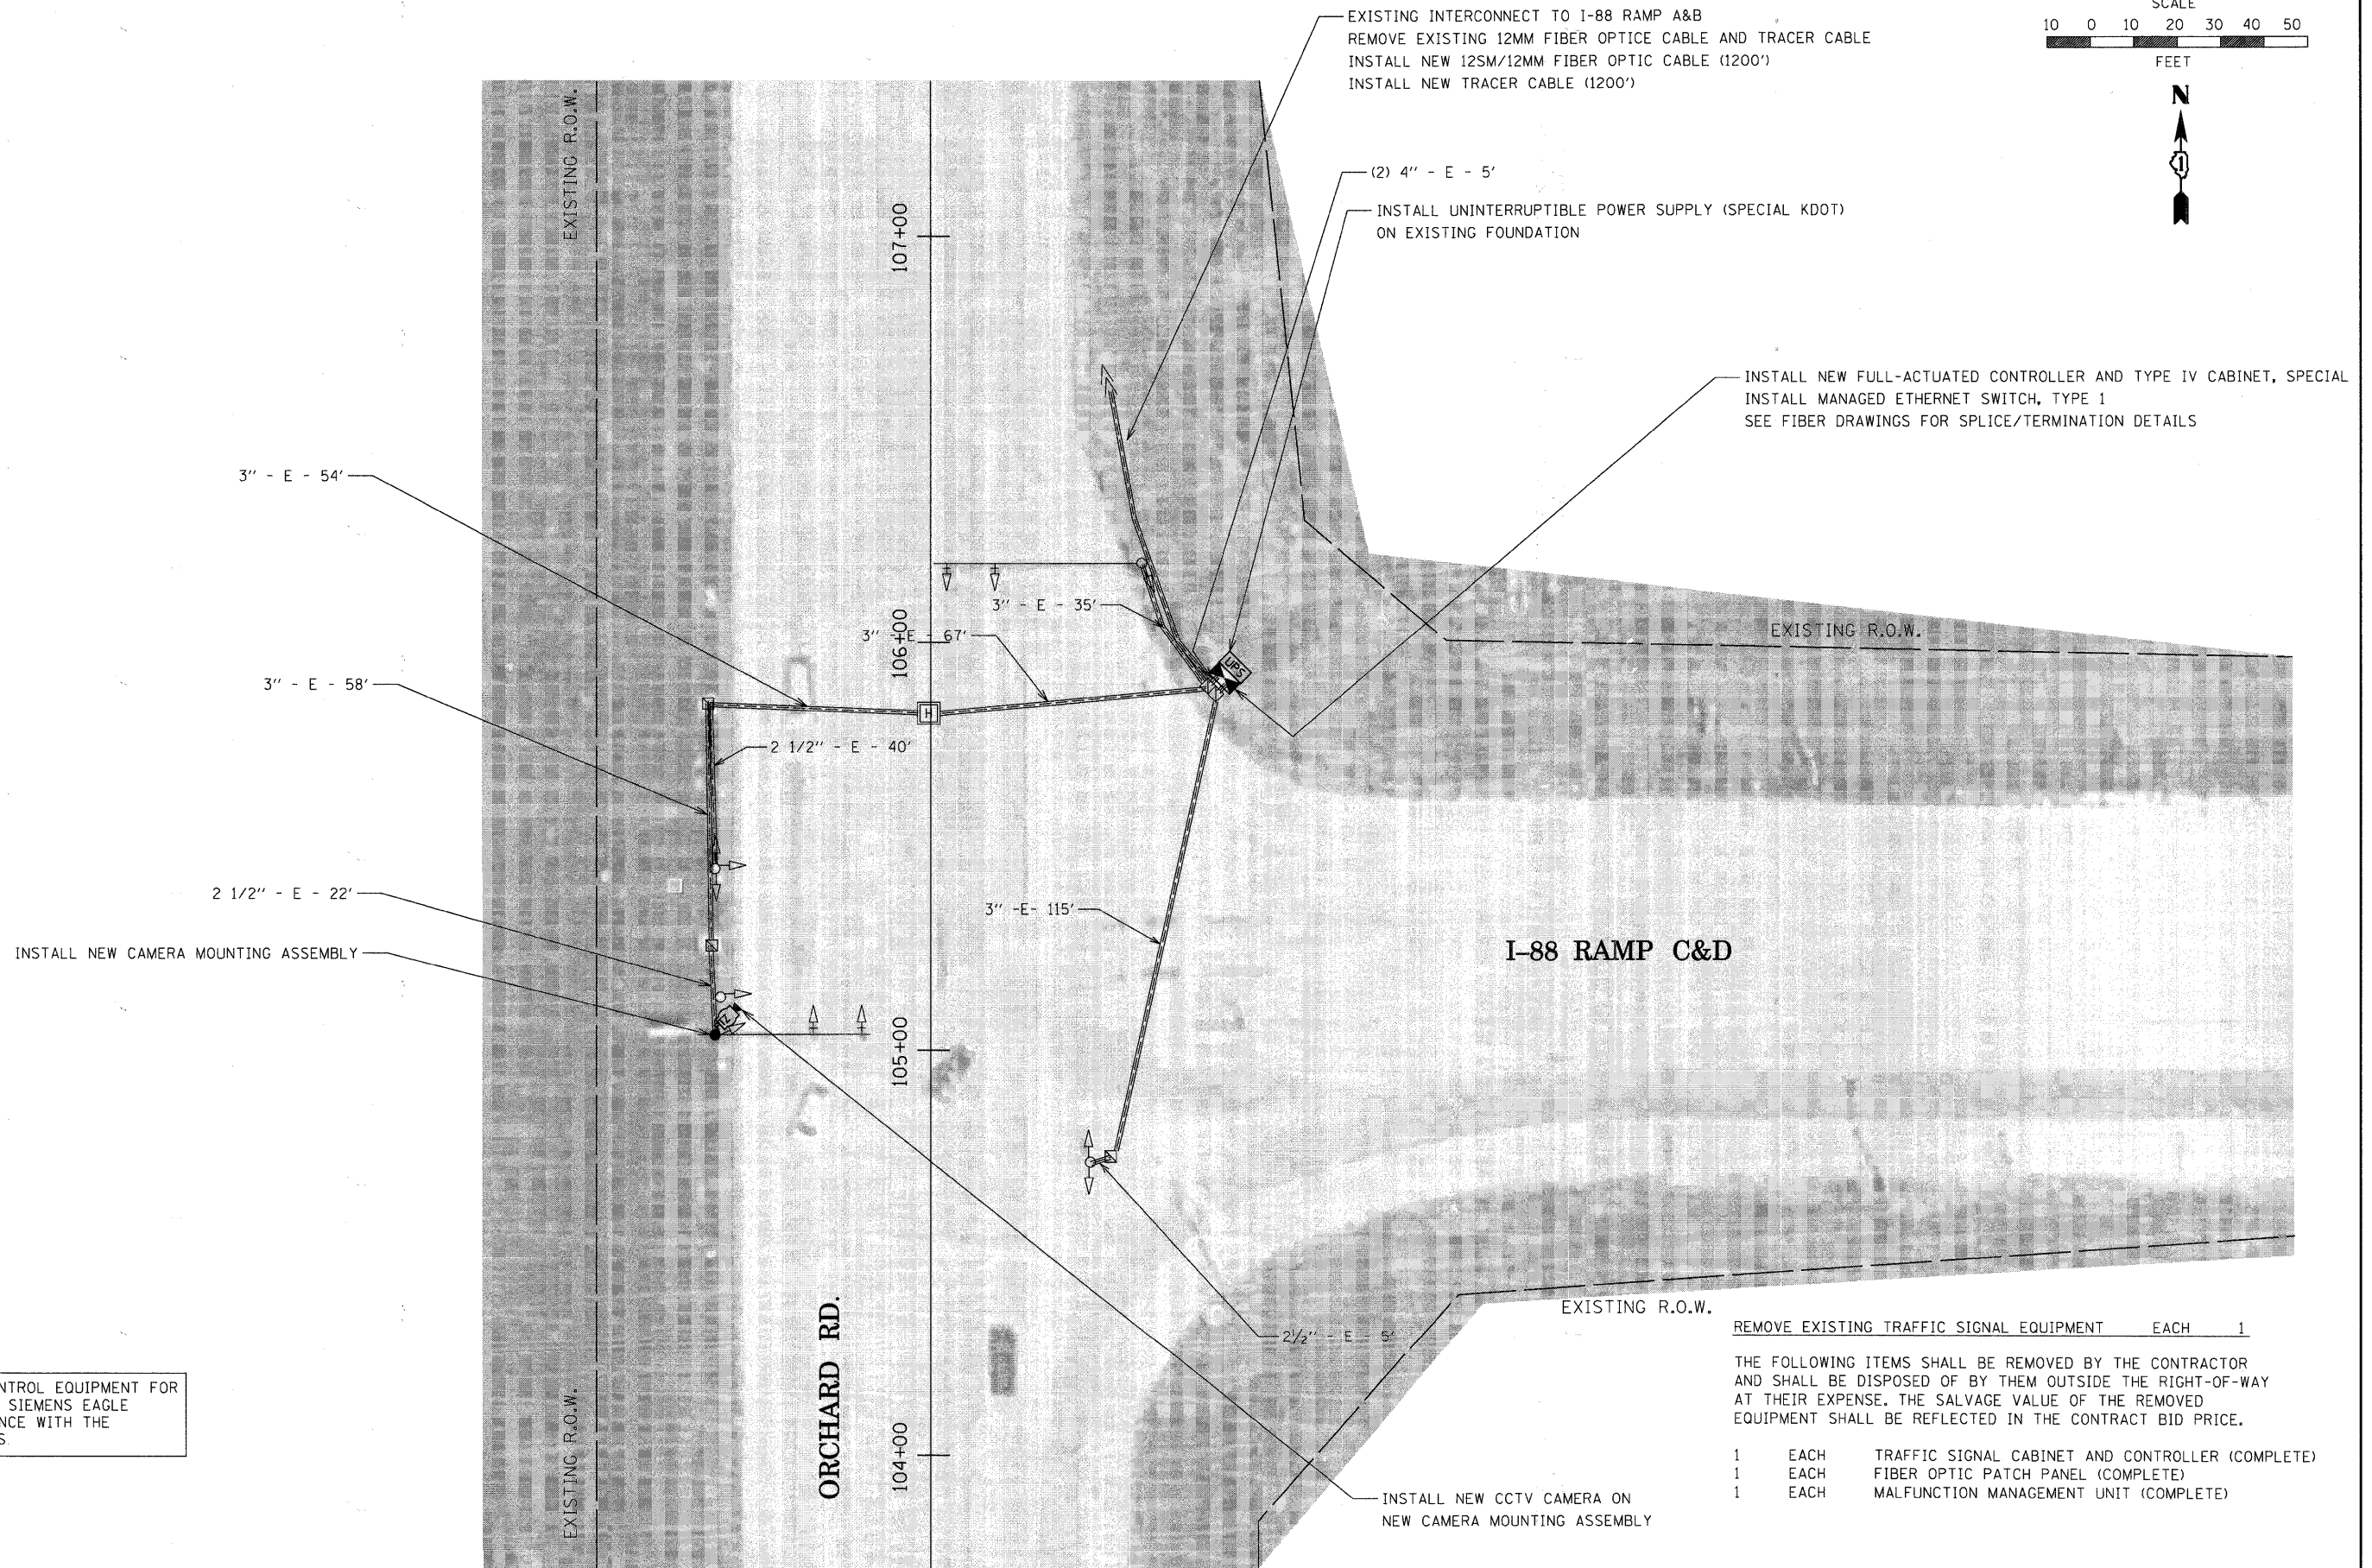 EXISTING INTERCONNECT TO I-88 RAMP A&B
REMOVE EXISTING 12MM FIBER OPTICE CABLE AND TRACER CABLE
INSTALL NEW 12SM/12MM FIBER OPTIC CABLE (1200')
INSTALL NEW TRACER CABLE (1200')
SCALE
10 0 10 20 30 40 50
FEET
N
1
(2) 4" - E - 5'
INSTALL UNINTERRUPTIBLE POWER SUPPLY (SPECIAL KDOT)
ON EXISTING FOUNDATION
EXISTING R.O.W.
107+00
INSTALL NEW FULL-ACTUATED CONTROLLER AND TYPE IV CABINET, SPECIAL
INSTALL MANAGED ETHERNET SWITCH, TYPE 1
SEE FIBER DRAWINGS FOR SPLICE/TERMINATION DETAILS
3" - E - 54'
3" - E - 35'
3" - E - 67'
106+00
EXISTING R.O.W.
UPS
3" - E - 58'
H
2 1/2" - E - 40'
2 1/2" - E - 22'
3" -E- 115'
INSTALL NEW CAMERA MOUNTING ASSEMBLY
I-88 RAMP C&D
105+00
EXISTING R.O.W.
2½" - E - 5'
ORCHARD RD.
104+00
EXISTING R.O.W.
NTROL EQUIPMENT FOR
SIEMENS EAGLE
NCE WITH THE
S.
INSTALL NEW CCTV CAMERA ON
NEW CAMERA MOUNTING ASSEMBLY
REMOVE EXISTING TRAFFIC SIGNAL EQUIPMENT EACH 1
THE FOLLOWING ITEMS SHALL BE REMOVED BY THE CONTRACTOR
AND SHALL BE DISPOSED OF BY THEM OUTSIDE THE RIGHT-OF-WAY
AT THEIR EXPENSE. THE SALVAGE VALUE OF THE REMOVED
EQUIPMENT SHALL BE REFLECTED IN THE CONTRACT BID PRICE.
1 EACH TRAFFIC SIGNAL CABINET AND CONTROLLER (COMPLETE)
1 EACH FIBER OPTIC PATCH PANEL (COMPLETE)
1 EACH MALFUNCTION MANAGEMENT UNIT (COMPLETE)